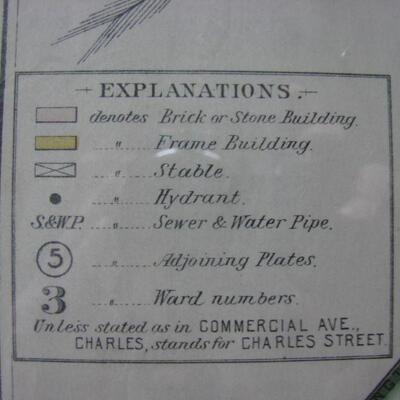 EXPLANATIONS.
denotes Brick or Stone Building.
" Frame Building.
" Stable.
" Hydrant.
S.&W.P. " Sewer & Water Pipe.
5 " Adjoining Plates.
3 " Ward numbers.
Unless stated as in COMMERCIAL AVE.,
CHARLES, stands for CHARLES STREET.